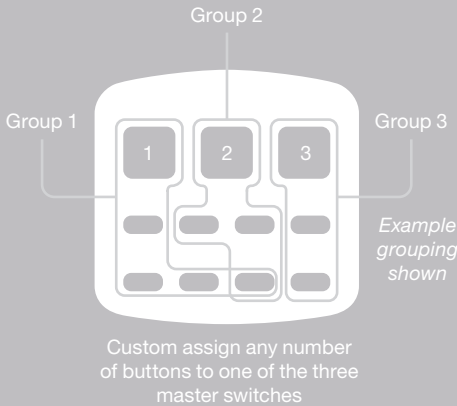 Group 2
Group 1
Group 3
1
2
3
Example
grouping
shown
Custom assign any number
of buttons to one of the three
master switches